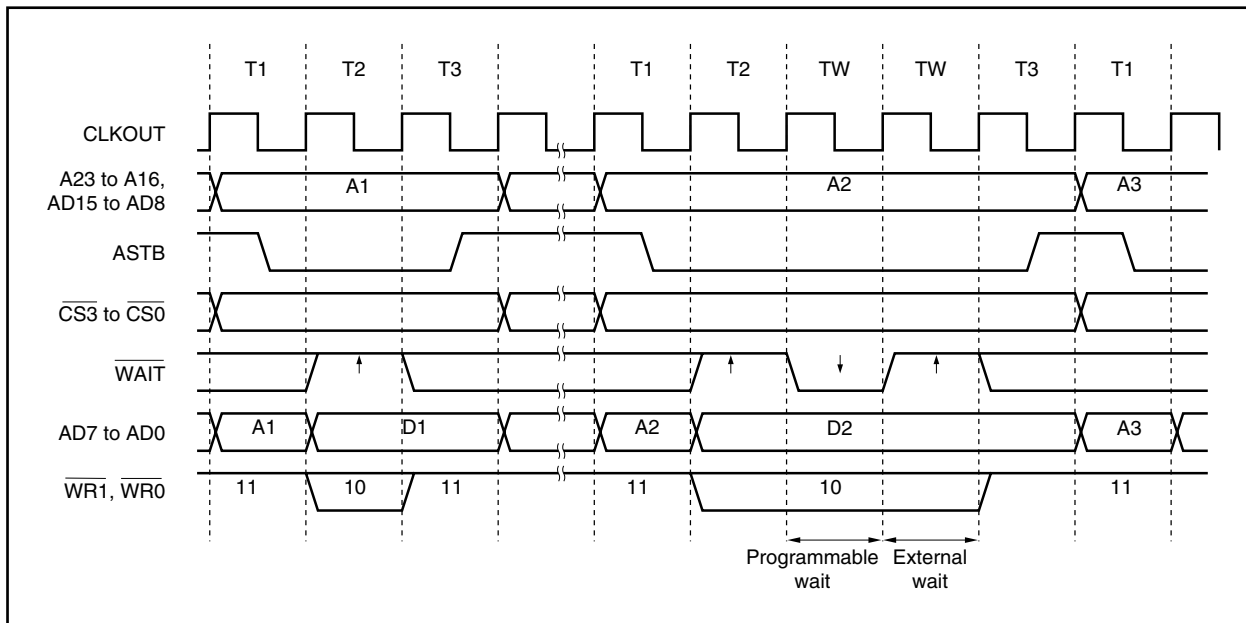 T1 T2 T3 T1 T2 TW TW T3 T1
CLKOUT
A23 to A16,
AD15 to AD8
A1 A2 A3
ASTB
CS3 to CS0
WAIT
AD7 to AD0 A1 D1 A2 D2 A3
WR1, WR0 11 10 11 11 10 11
Programmable
wait
External
wait